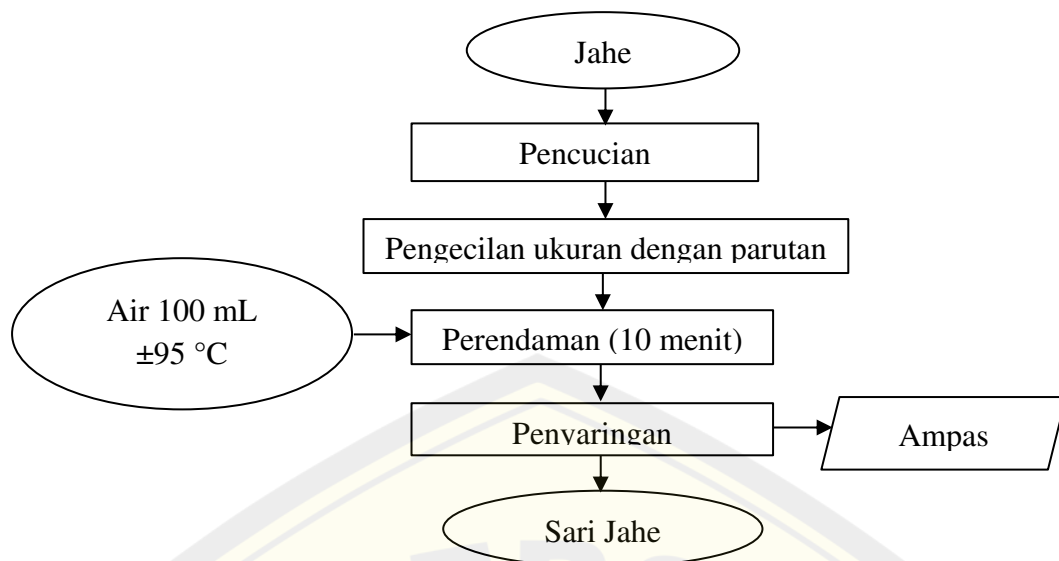 Jahe
Pencucian
Pengecilan ukuran dengan parutan
Air 100 mL
±95 °C
Perendaman (10 menit)
Penyaringan
Ampas
Sari Jahe